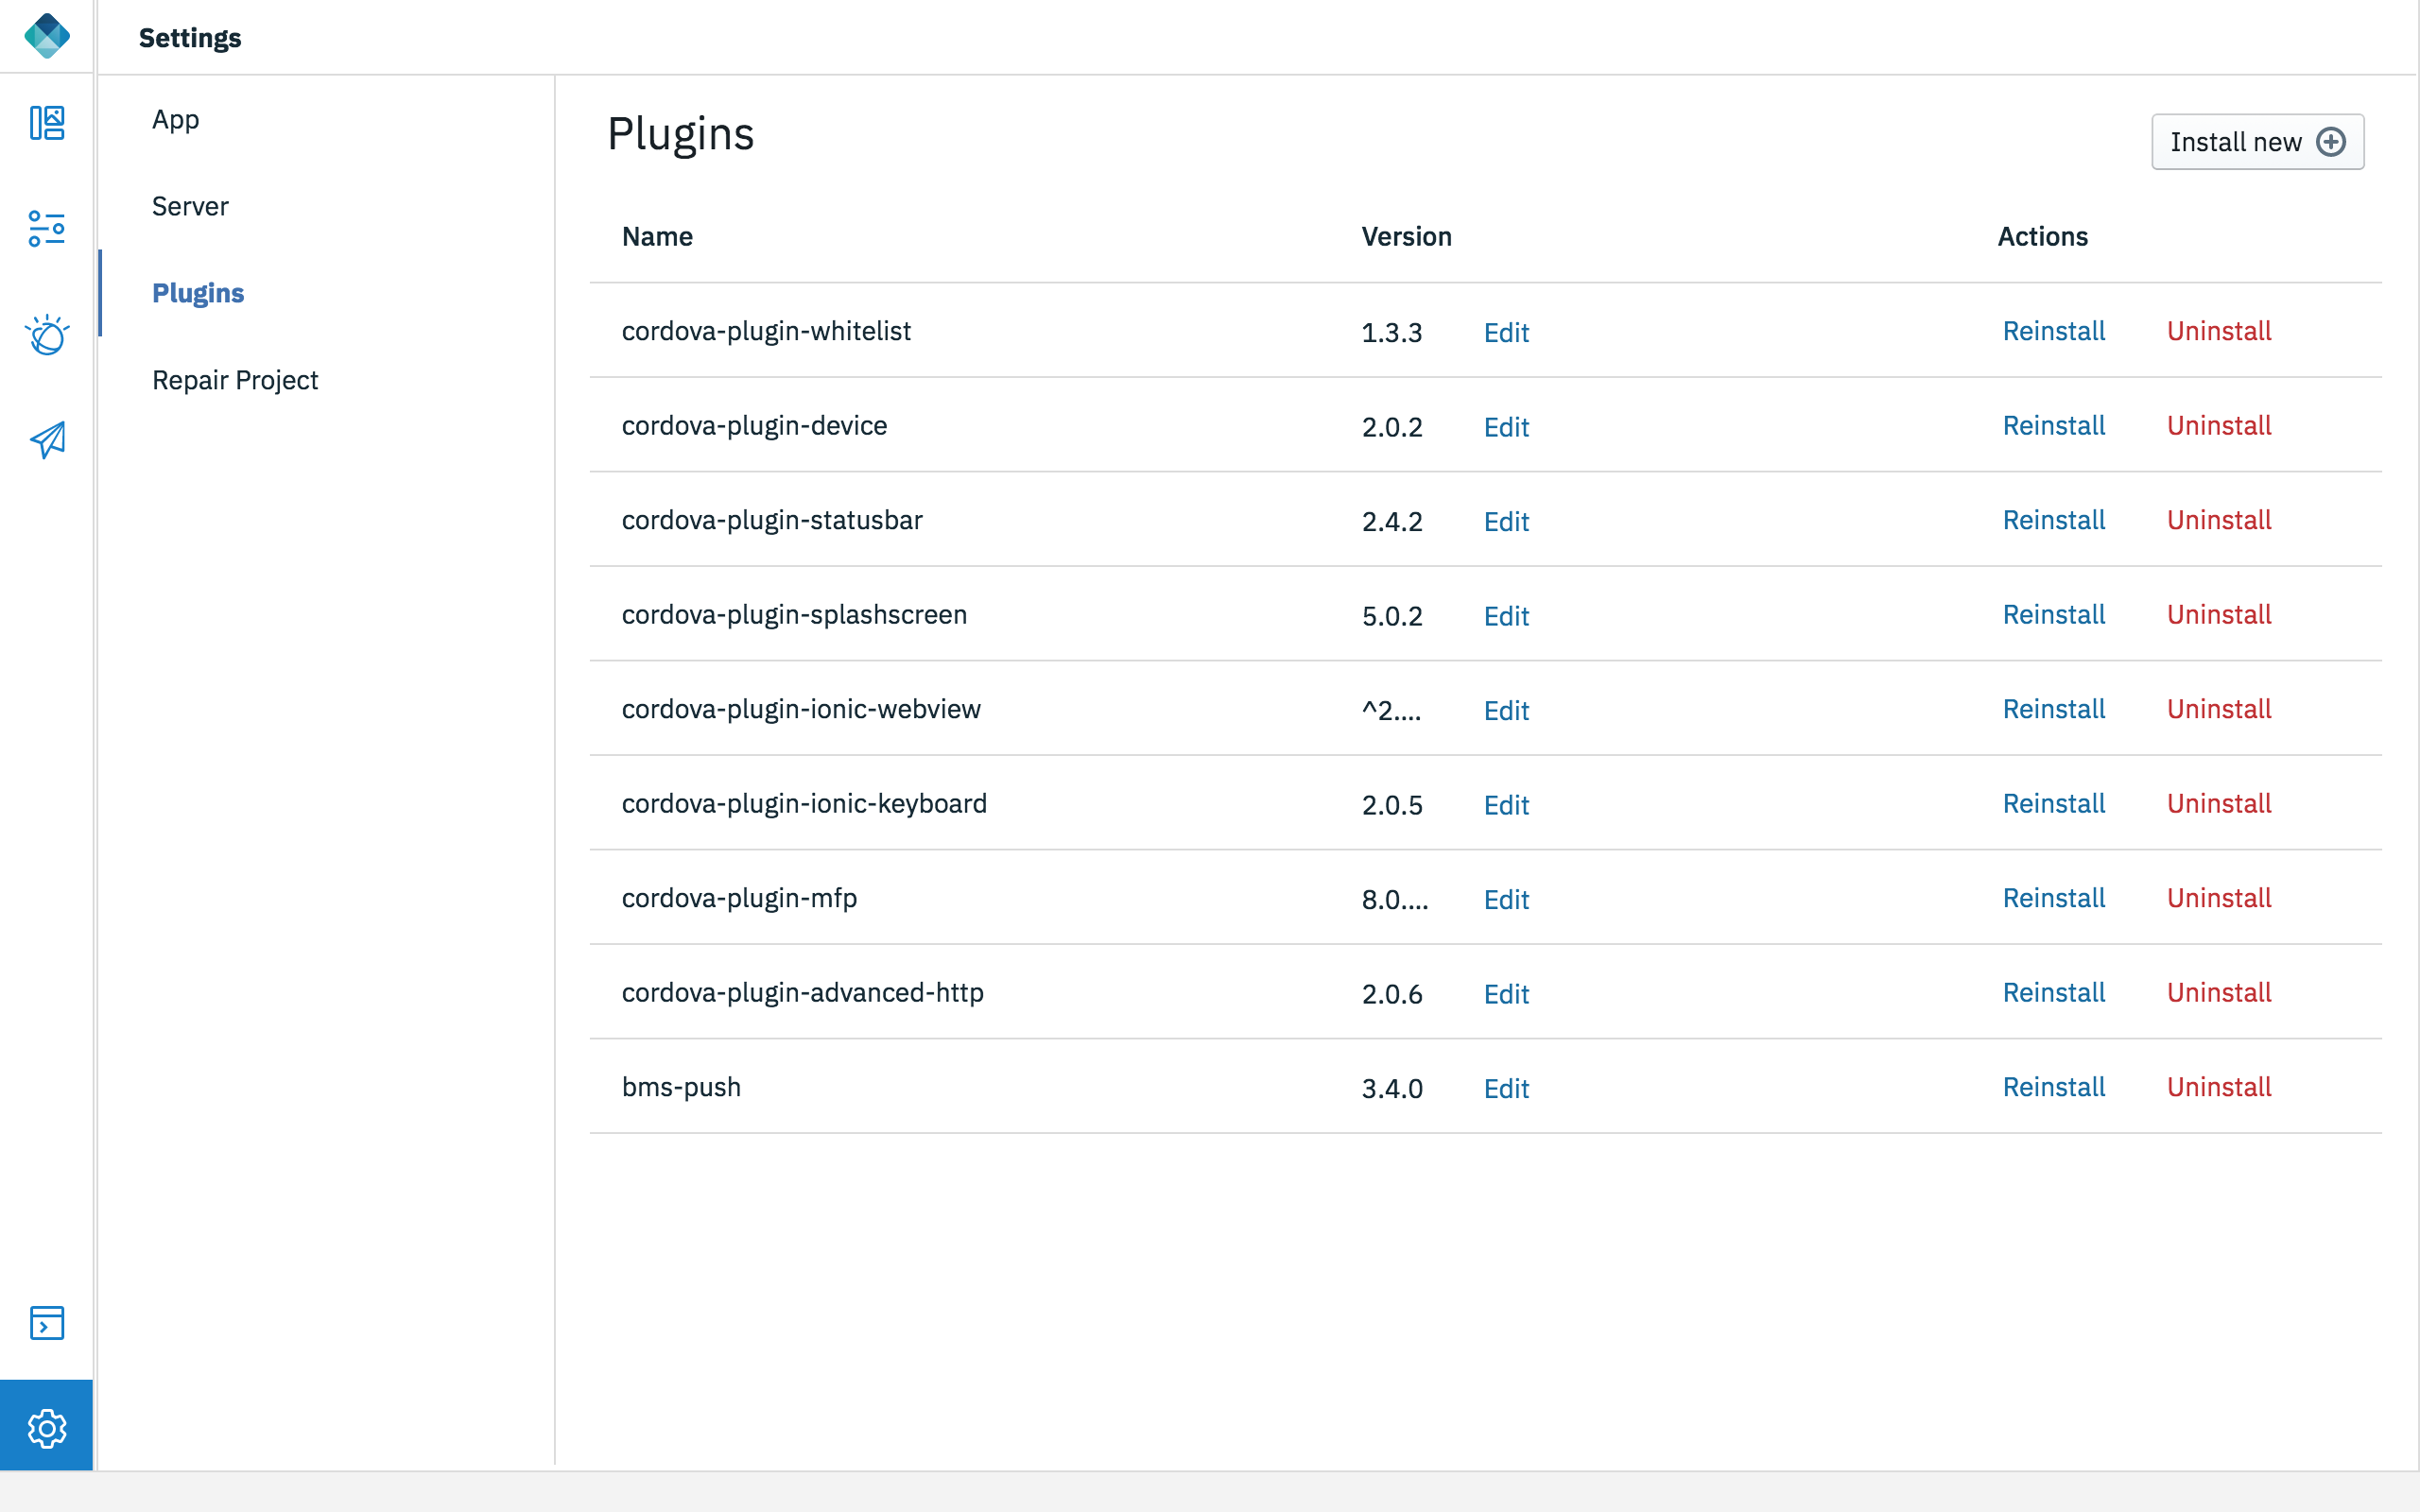 Settings
App
Server
Plugins
Repair Project
Plugins
Install new
Name Version Actions
cordova-plugin-whitelist 1.3.3 Edit Reinstall Uninstall
cordova-plugin-device 2.0.2 Edit Reinstall Uninstall
cordova-plugin-statusbar 2.4.2 Edit Reinstall Uninstall
cordova-plugin-splashscreen 5.0.2 Edit Reinstall Uninstall
cordova-plugin-ionic-webview ^2.... Edit Reinstall Uninstall
cordova-plugin-ionic-keyboard 2.0.5 Edit Reinstall Uninstall
cordova-plugin-mfp 8.0.... Edit Reinstall Uninstall
cordova-plugin-advanced-http 2.0.6 Edit Reinstall Uninstall
bms-push 3.4.0 Edit Reinstall Uninstall